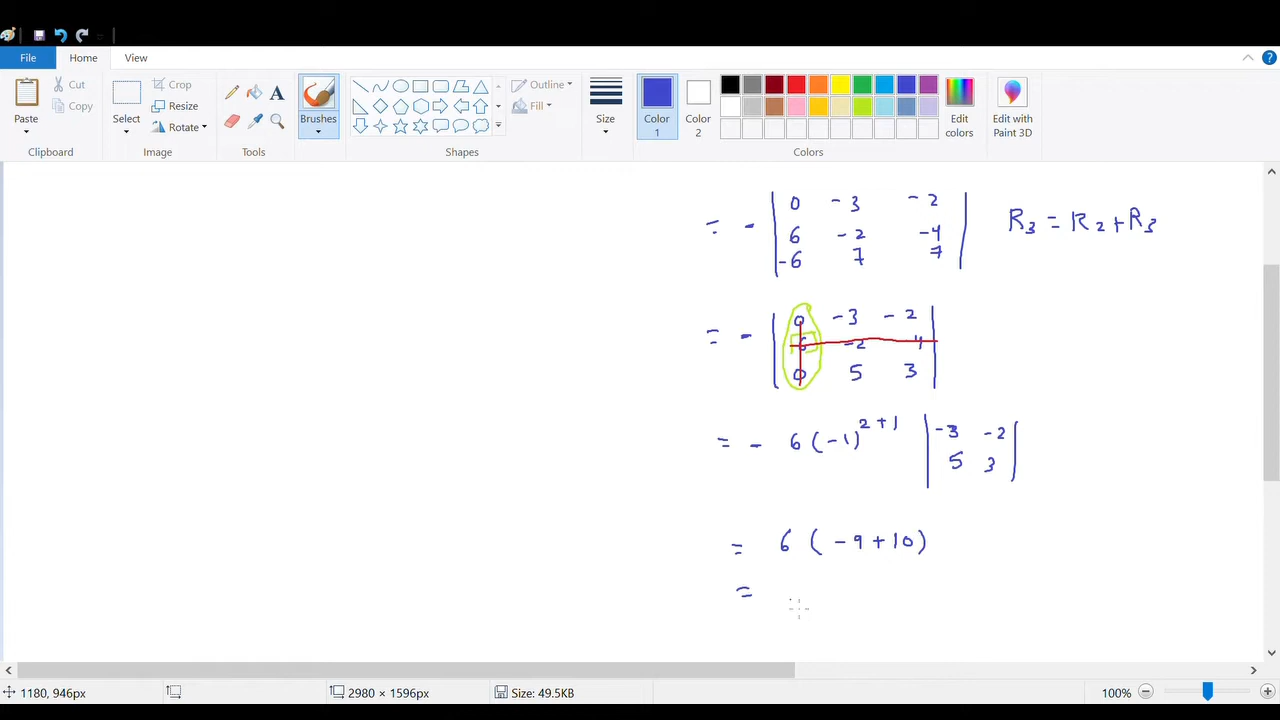 File Home View
Cut Crop Outline
Copy Resize Fill
Paste Select Rotate A Brushes Size Color 1 Color 2 Edit colors Edit with Paint 3D
Clipboard Image Tools Shapes Colors
= - | 0 -3 -2 | R3 = R2+R3
| 6 -2 -4 |
| -6 7 7 |
= - | 0 -3 -2 |
| 6 -2 4 |
| 0 5 3 |
= - 6 (-1)^2+1 | -3 -2 |
| 5 3 |
= 6 (-9+10)
=
1180, 946px 2980 × 1596px Size: 49.5KB 100%